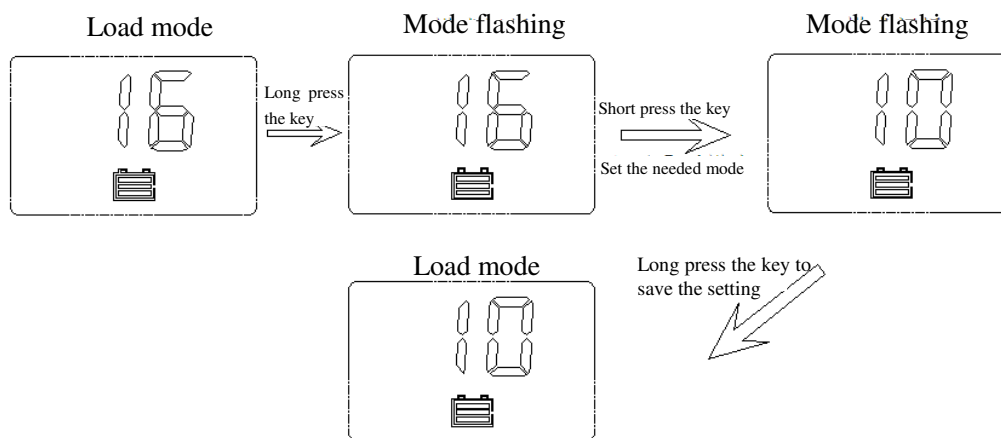 Load mode
Mode flashing
Mode flashing
16
Long press
the key
16
Short press the key
Set the needed mode
10
Load mode
10
Long press the key to
save the setting